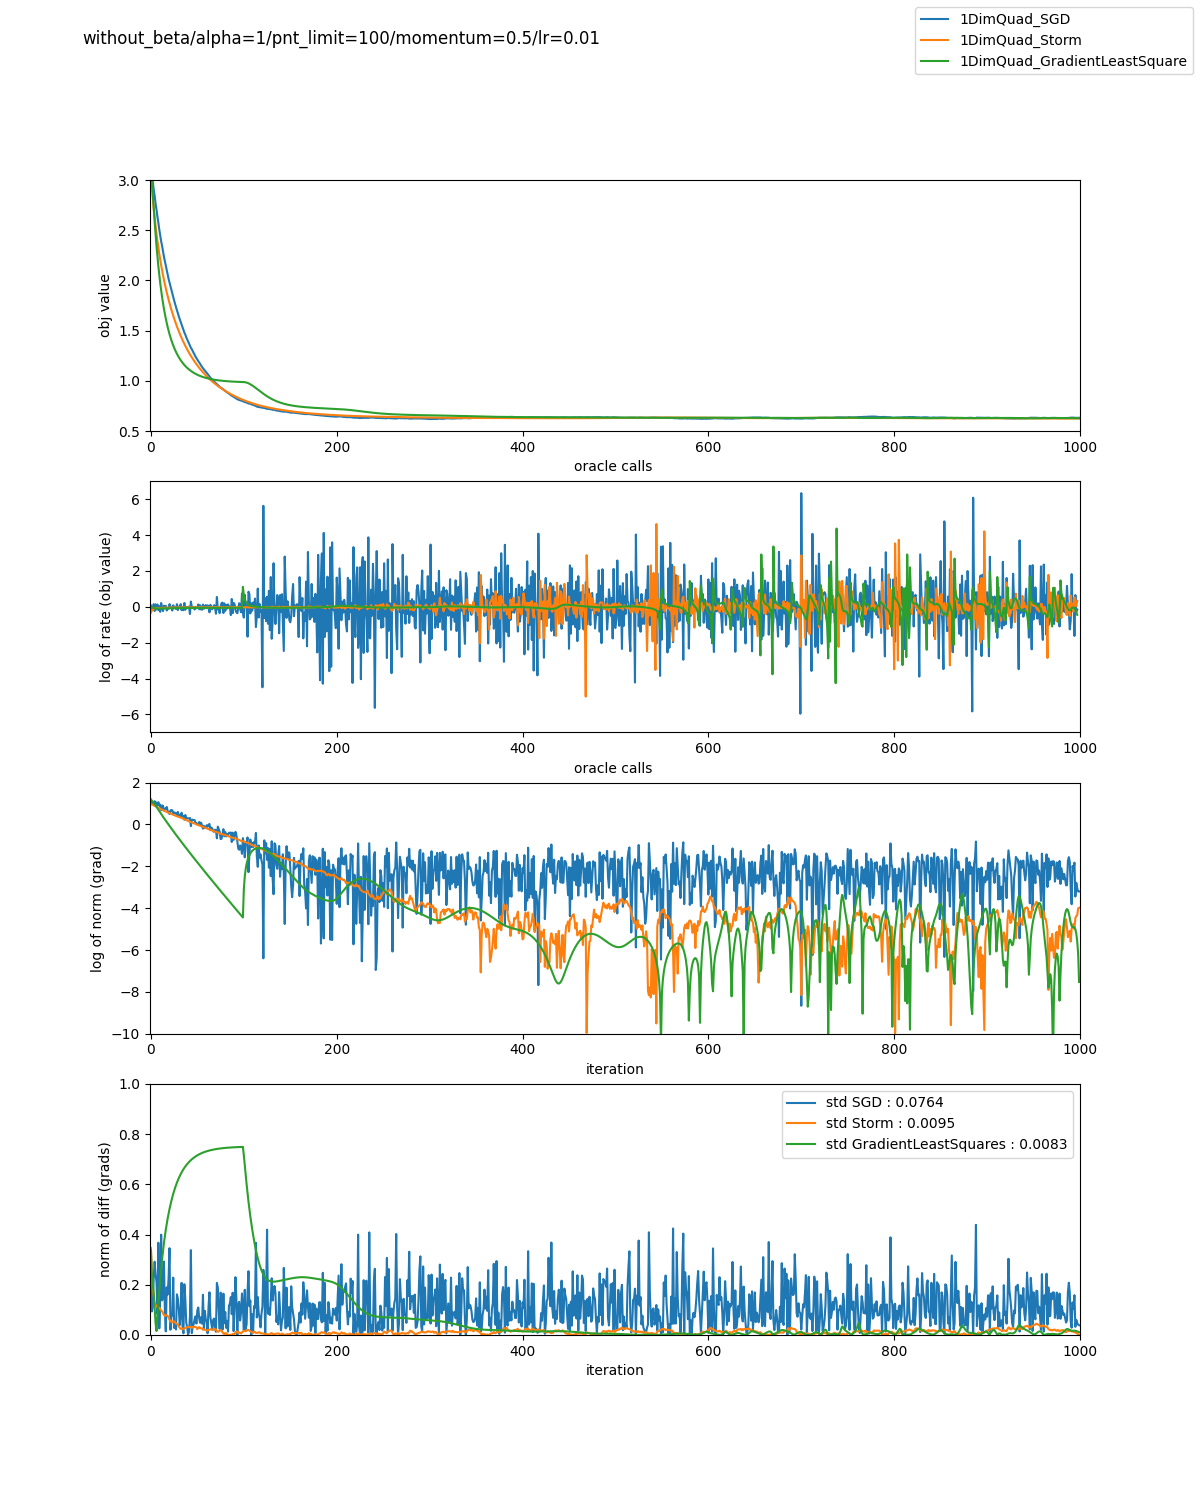 without_beta/alpha=1/pnt_limit=100/momentum=0.5/lr=0.01
1DimQuad_SGD
1DimQuad_Storm
1DimQuad_GradientLeastSquare
3.0
2.5
2.0
1.5
1.0
0.5
obj value
0 200 400 600 800 1000
oracle calls
6
4
2
0
−2
−4
−6
log of rate (obj value)
0 200 400 600 800 1000
oracle calls
2
0
−2
−4
−6
−8
−10
log of norm (grad)
0 200 400 600 800 1000
iteration
1.0
0.8
0.6
0.4
0.2
0.0
norm of diff (grads)
std SGD : 0.0764
std Storm : 0.0095
std GradientLeastSquares : 0.0083
0 200 400 600 800 1000
iteration